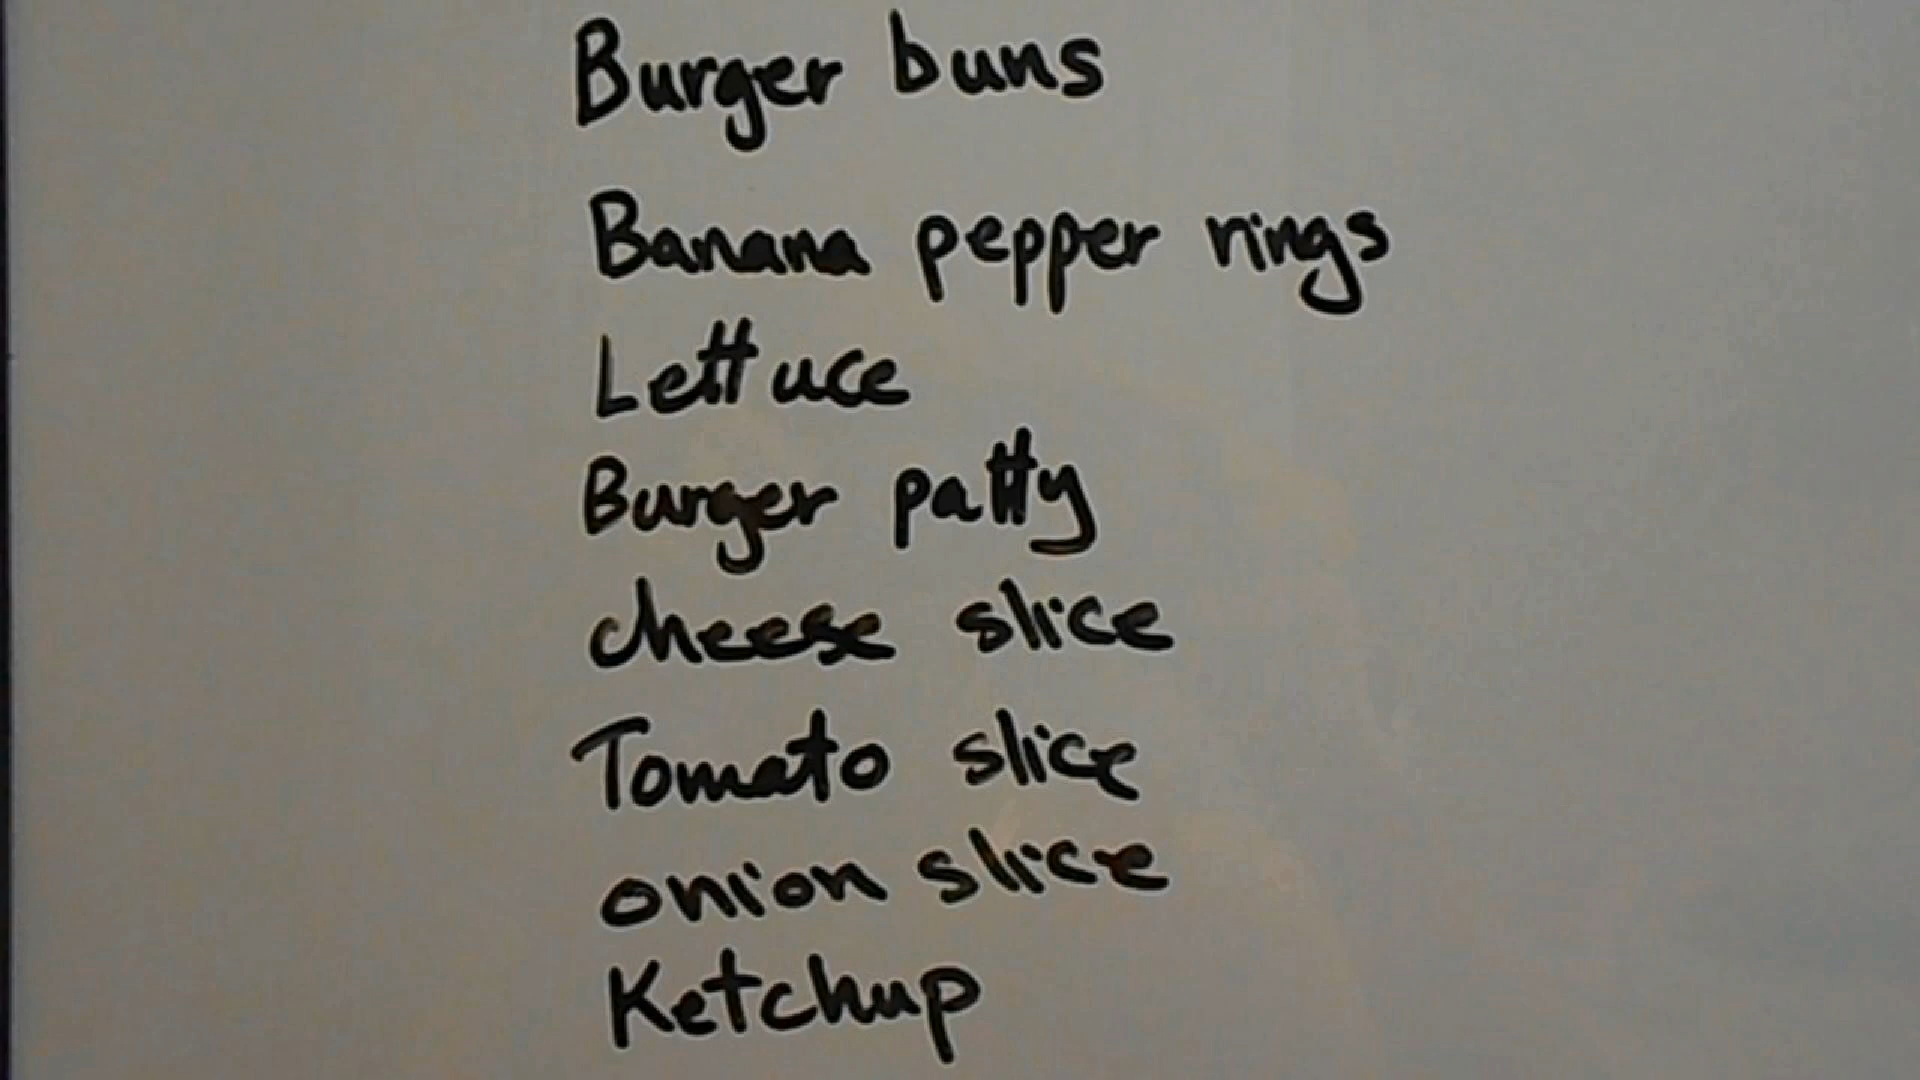 Burger buns
Banana pepper rings
Lettuce
Burger patty
cheese slice
Tomato slice
onion slice
Ketchup